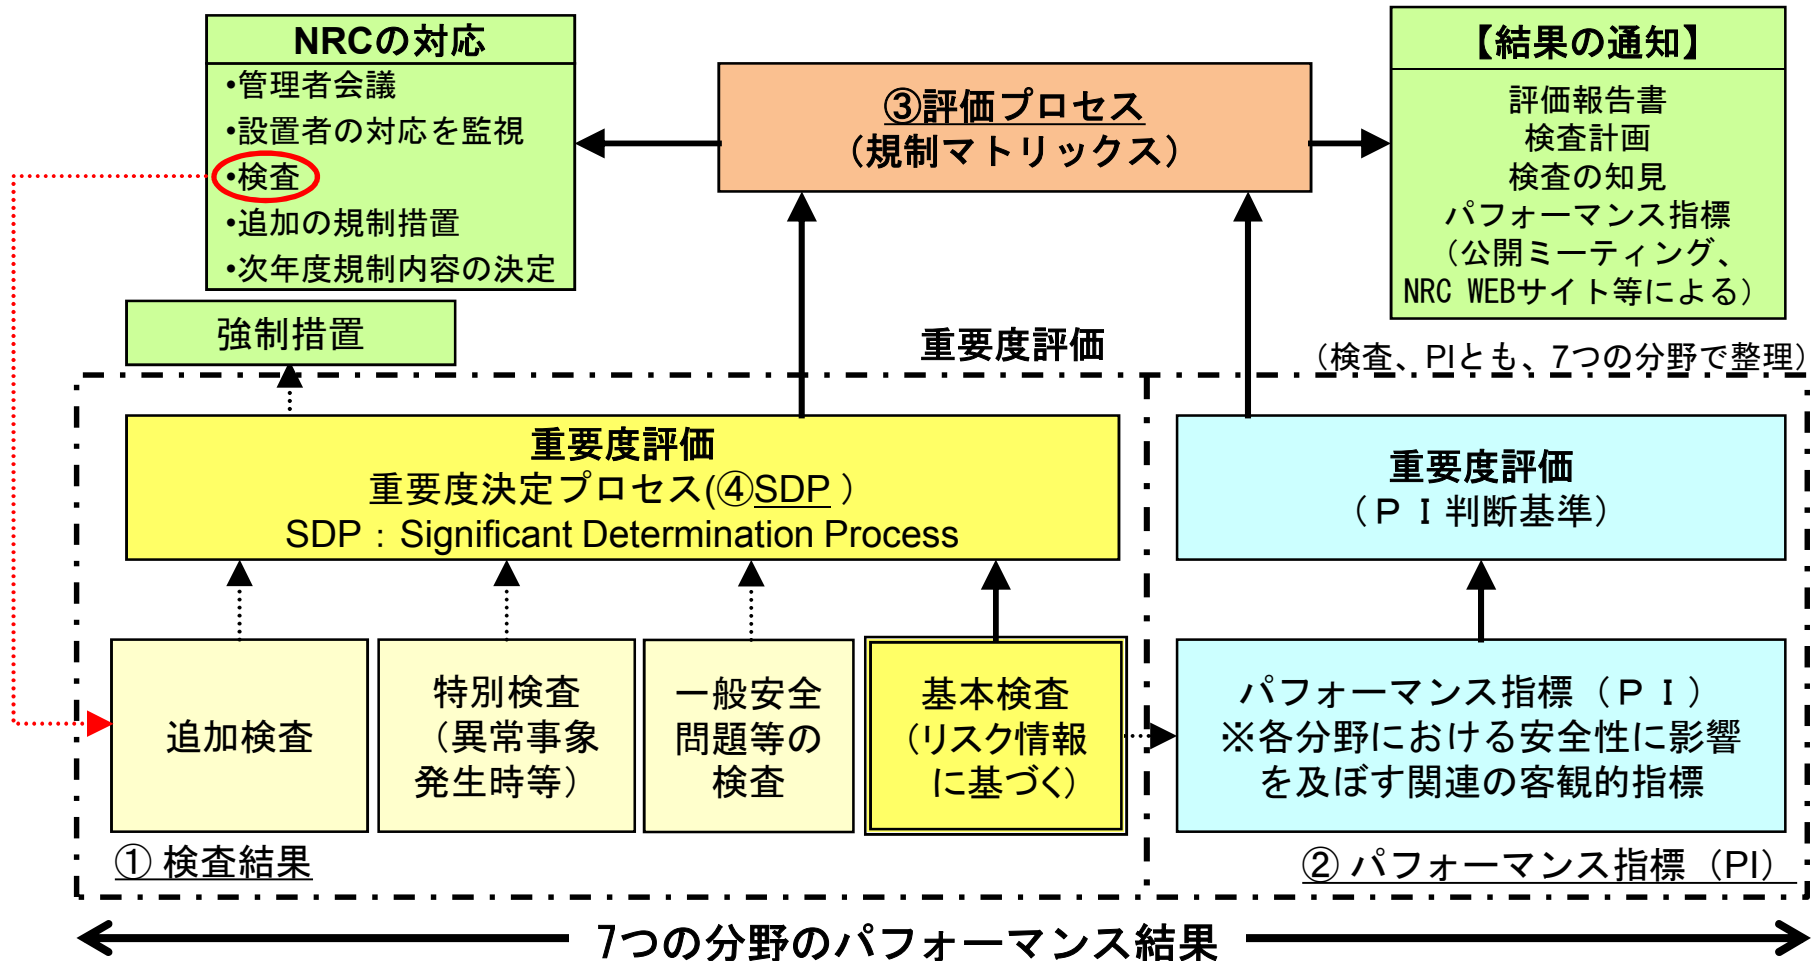 NRCの対応
•管理者会議
•設置者の対応を監視
•検査
•追加の規制措置
•次年度規制内容の決定
③評価プロセス
（規制マトリックス）
【結果の通知】
評価報告書
検査計画
検査の知見
パフォーマンス指標
（公開ミーティング、
NRC WEBサイト等による）
強制措置
重要度評価
（検査、PIとも、7つの分野で整理）
重要度評価
重要度決定プロセス(④SDP ）
SDP：Significant Determination Process
重要度評価
（ＰＩ判断基準）
追加検査
特別検査
（異常事象
発生時等）
一般安全
問題等の
検査
基本検査
（リスク情報
に基づく）
パフォーマンス指標（ＰＩ）
※各分野における安全性に影響
を及ぼす関連の客観的指標
① 検査結果
② パフォーマンス指標（PI）
7つの分野のパフォーマンス結果